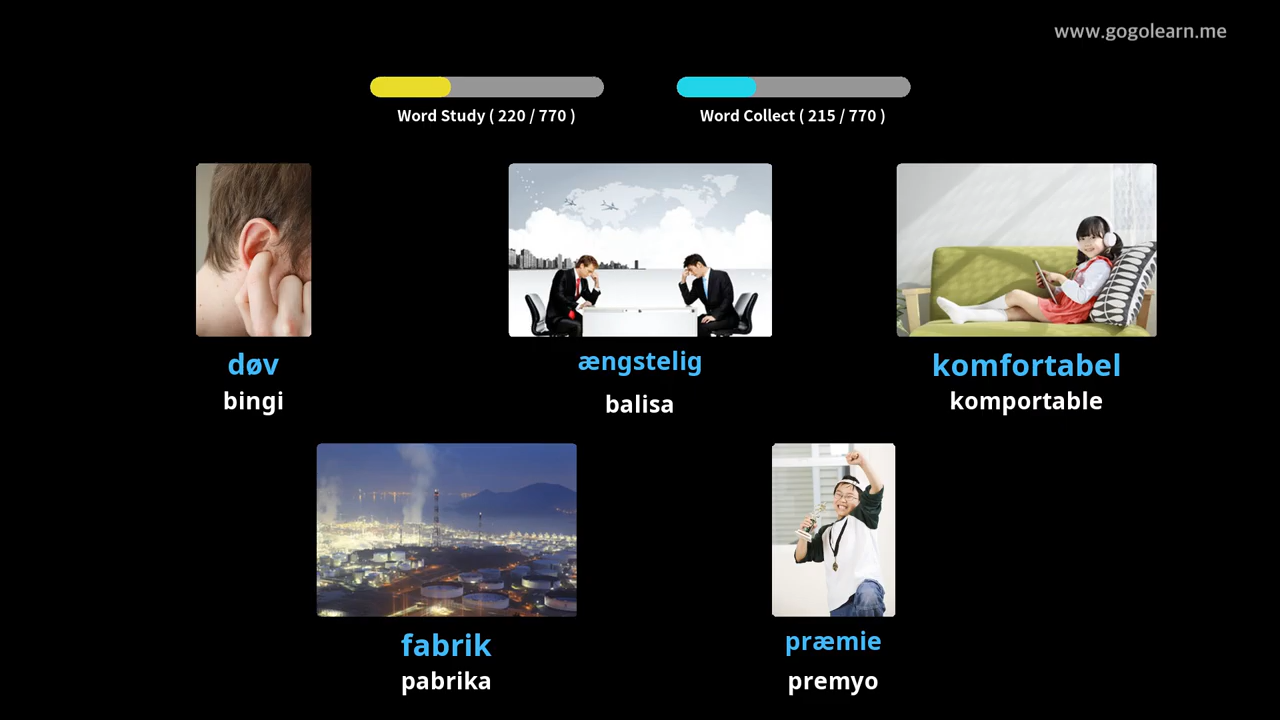 www.gogolearn.me
Word Study ( 220 / 770 )
Word Collect ( 215 / 770 )
døv
bingi
ængstelig
balisa
komfortabel
komportable
fabrik
pabrika
præmie
premyo